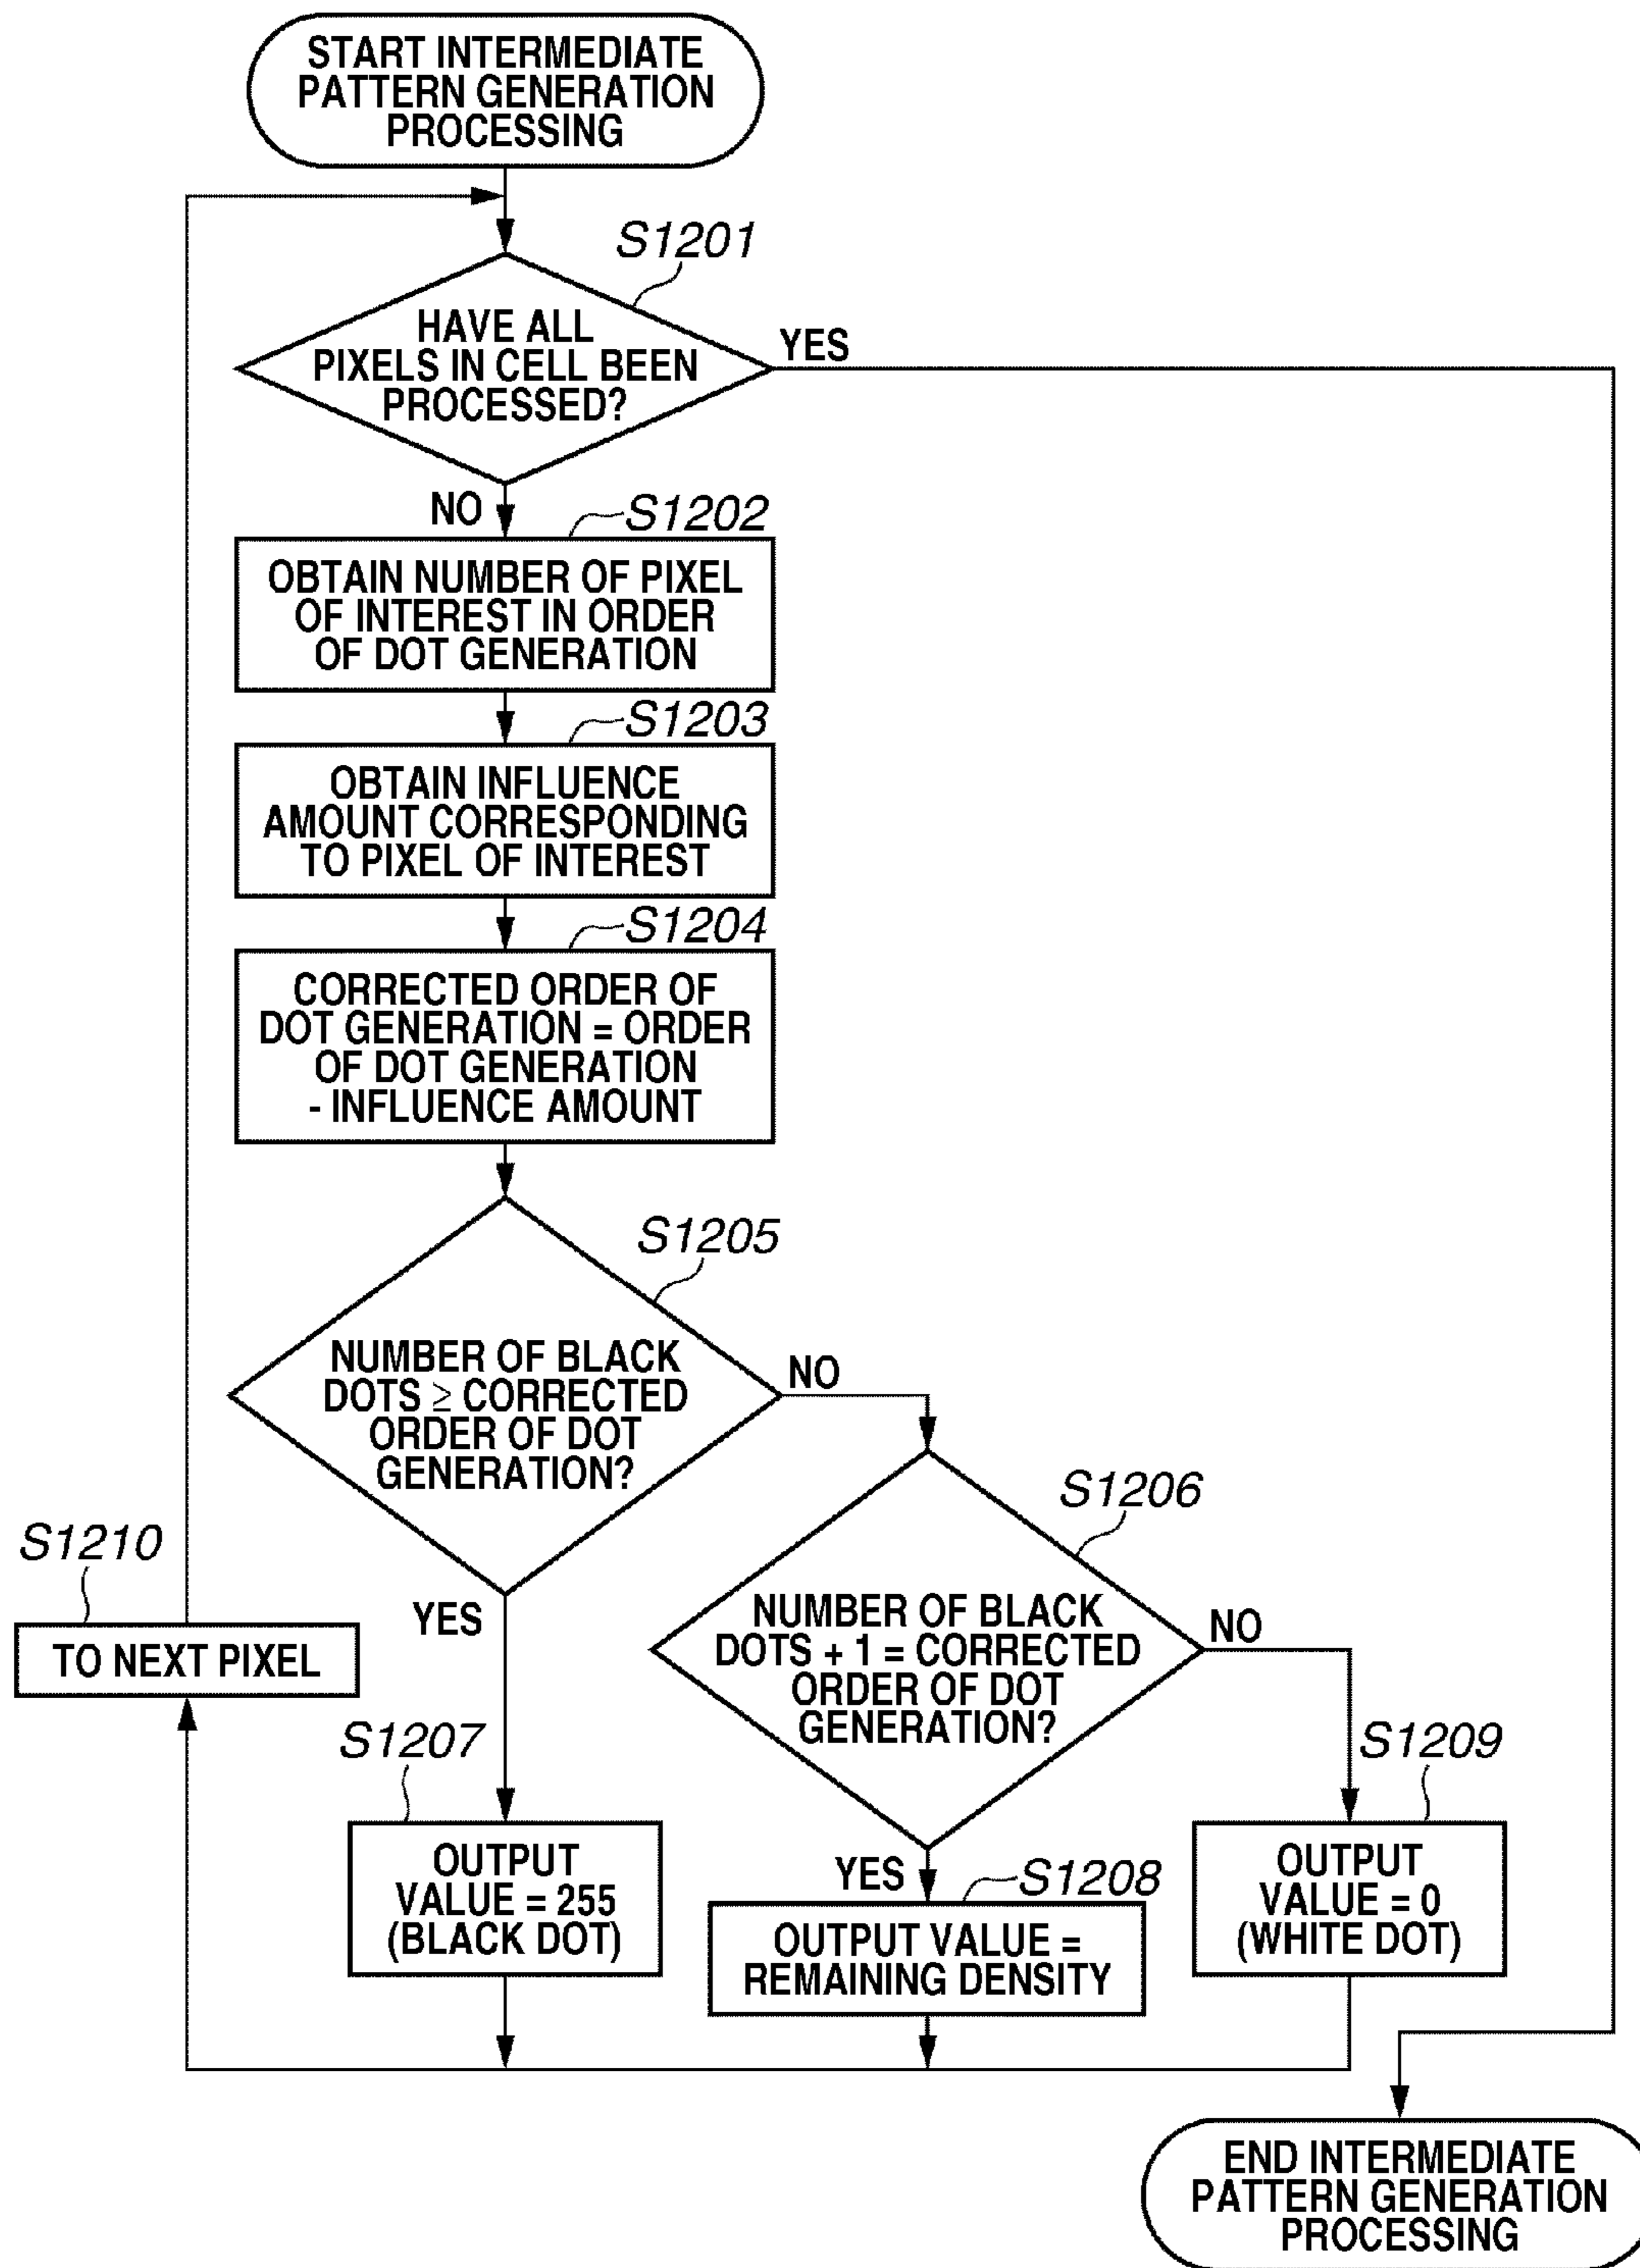 START INTERMEDIATE
PATTERN GENERATION
PROCESSING
S1201
HAVE ALL
PIXELS IN CELL BEEN
PROCESSED?
YES
NO
S1202
OBTAIN NUMBER OF PIXEL
OF INTEREST IN ORDER
OF DOT GENERATION
S1203
OBTAIN INFLUENCE
AMOUNT CORRESPONDING
TO PIXEL OF INTEREST
S1204
CORRECTED ORDER OF
DOT GENERATION = ORDER
OF DOT GENERATION
- INFLUENCE AMOUNT
S1205
NUMBER OF BLACK
DOTS ≥ CORRECTED
ORDER OF DOT
GENERATION?
NO
YES
S1206
NUMBER OF BLACK
DOTS + 1 = CORRECTED
ORDER OF DOT
GENERATION?
NO
YES
S1210
TO NEXT PIXEL
S1207
OUTPUT
VALUE = 255
(BLACK DOT)
S1208
OUTPUT VALUE =
REMAINING DENSITY
S1209
OUTPUT
VALUE = 0
(WHITE DOT)
END INTERMEDIATE
PATTERN GENERATION
PROCESSING